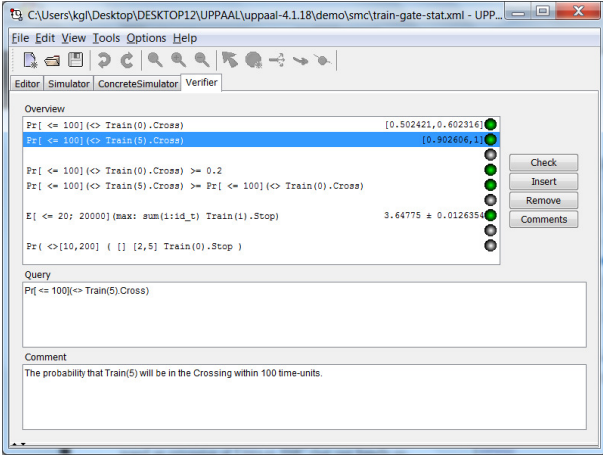 C:\Users\kgl\Desktop\DESKTOP12\UPPAAL\uppaal-4.1.18\demo\smc\train-gate-stat.xml - UPP...
File Edit View Tools Options Help
Editor Simulator ConcreteSimulator Verifier
Overview
Pr[ <= 100](<> Train(0).Cross) [0.502421,0.602316]
Pr[ <= 100](<> Train(5).Cross) [0.902606,1]
Pr[ <= 100](<> Train(0).Cross) >= 0.2
Pr[ <= 100](<> Train(5).Cross) >= Pr[ <= 100](<> Train(0).Cross)
E[ <= 20; 20000](max: sum(i:id_t) Train(i).Stop) 3.64775 ± 0.0126354
Pr( <>[10,200] ( [] [2,5] Train(0).Stop )
Check
Insert
Remove
Comments
Query
Pr[ <= 100](<> Train(5).Cross)
Comment
The probability that Train(5) will be in the Crossing within 100 time-units.